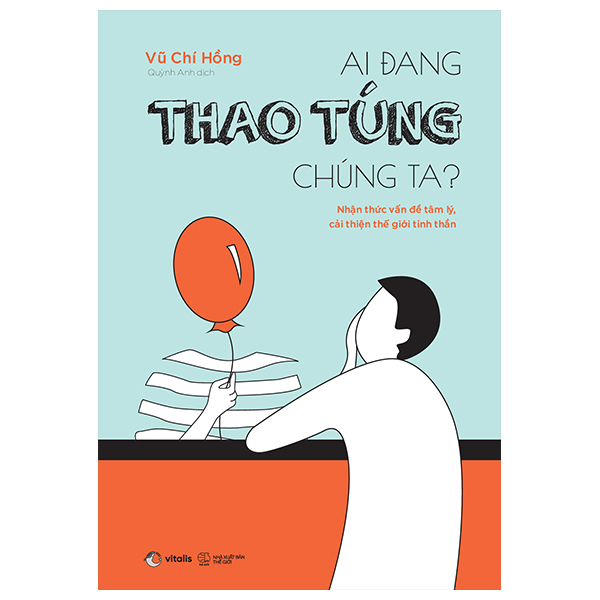 Vũ Chí Hồng
Quỳnh Anh dịch
AI ĐANG
THAO TÚNG
CHÚNG TA?
Nhận thức vấn đề tâm lý,
cải thiện thế giới tinh thần
vitalis
NHÀ XUẤT BẢN
THẾ GIỚI